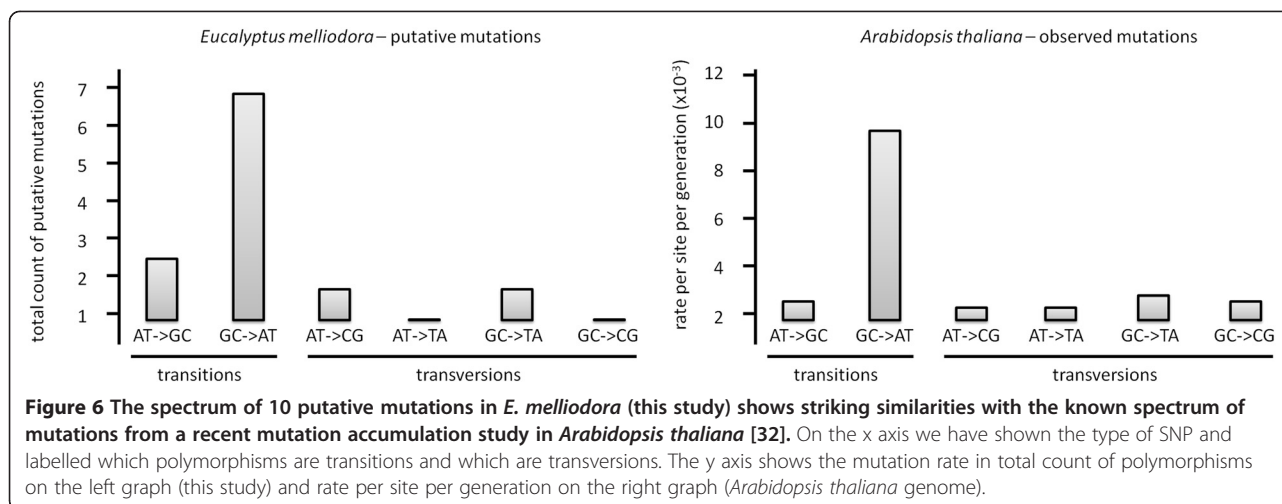 Eucalyptus melliodora – putative mutations
total count of putative mutations
7
6
5
4
3
2
1
AT->GC GC->AT AT->CG AT->TA GC->TA GC->CG
transitions transversions
Arabidopsis thaliana – observed mutations
rate per site per generation (x10-3)
12
10
8
6
4
2
AT->GC GC->AT AT->CG AT->TA GC->TA GC->CG
transitions transversions
Figure 6 The spectrum of 10 putative mutations in E. melliodora (this study) shows striking similarities with the known spectrum of
mutations from a recent mutation accumulation study in Arabidopsis thaliana [32]. On the x axis we have shown the type of SNP and
labelled which polymorphisms are transitions and which are transversions. The y axis shows the mutation rate in total count of polymorphisms
on the left graph (this study) and rate per site per generation on the right graph (Arabidopsis thaliana genome).